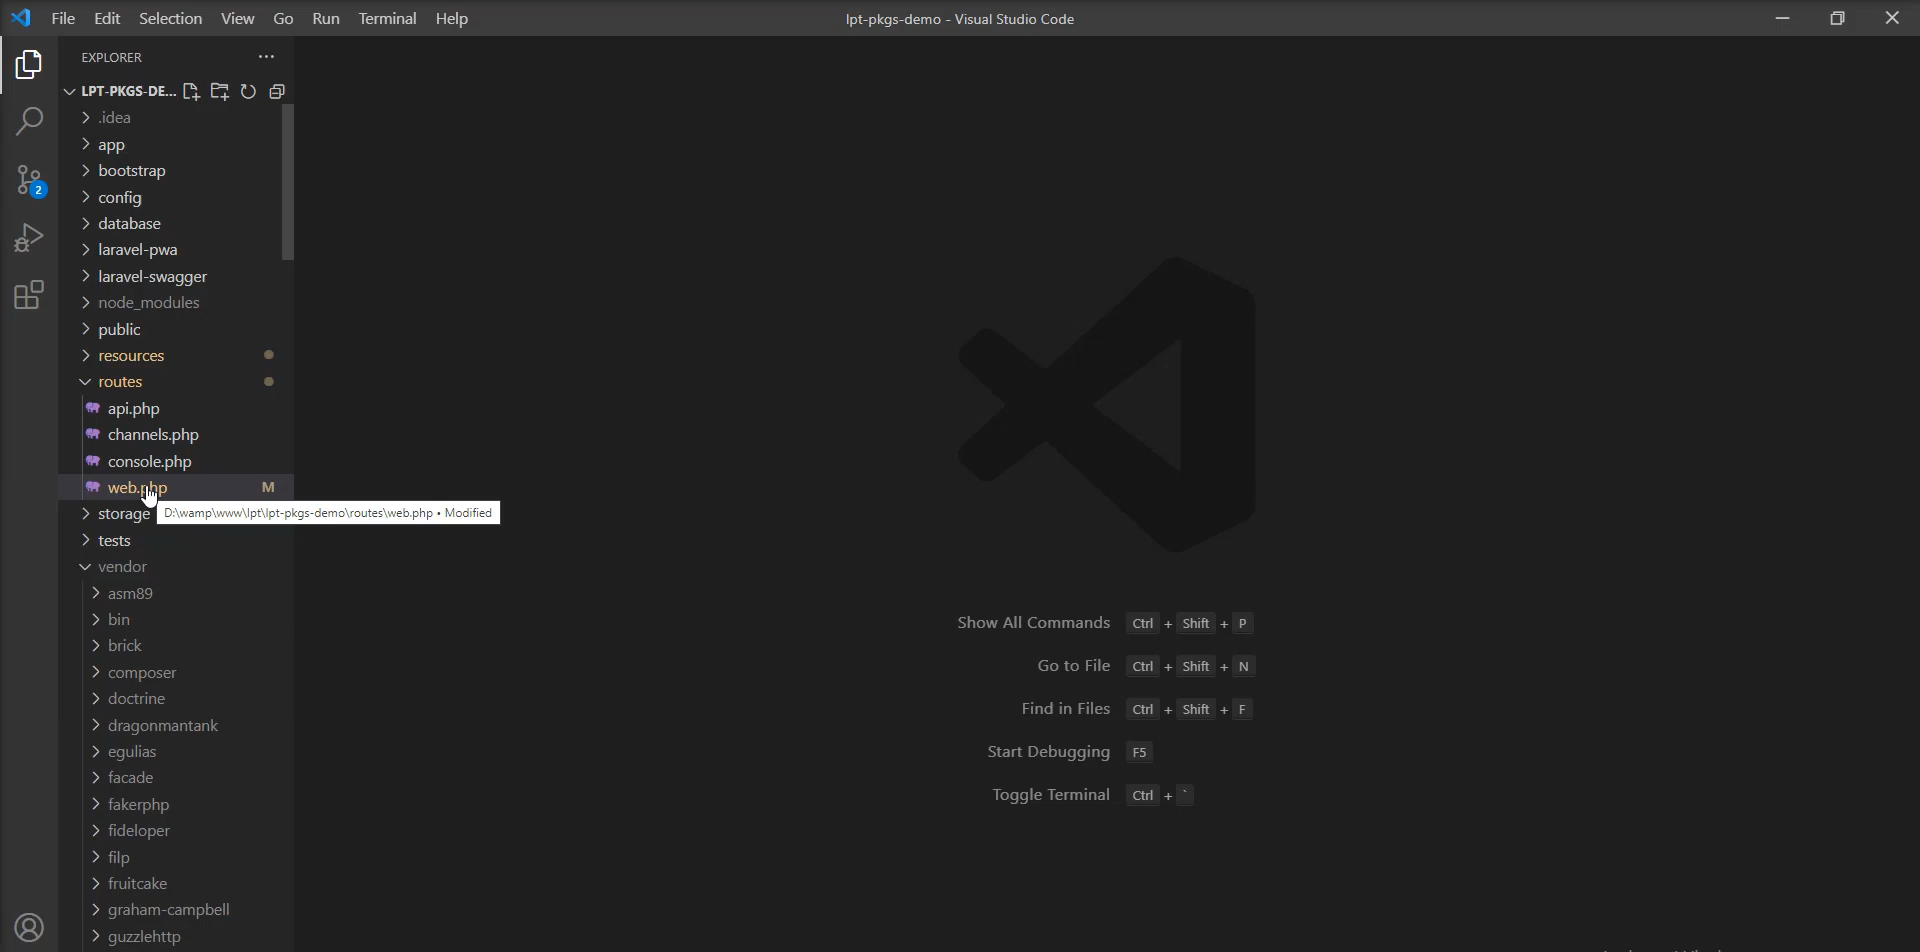 File Edit Selection View Go Run Terminal Help
lpt-pkgs-demo - Visual Studio Code
EXPLORER
LPT-PKGS-DE...
.idea
app
bootstrap
config
database
laravel-pwa
laravel-swagger
node_modules
public
resources
routes
api.php
channels.php
console.php
web.php M
D:\wamp\www\lpt\lpt-pkgs-demo\routes\web.php • Modified
storage
tests
vendor
asm89
bin
brick
composer
doctrine
dragonmantank
egulias
facade
fakerphp
fideloper
filp
fruitcake
graham-campbell
guzzlehttp
2
Show All Commands Ctrl + Shift + P
Go to File Ctrl + Shift + N
Find in Files Ctrl + Shift + F
Start Debugging F5
Toggle Terminal Ctrl + `